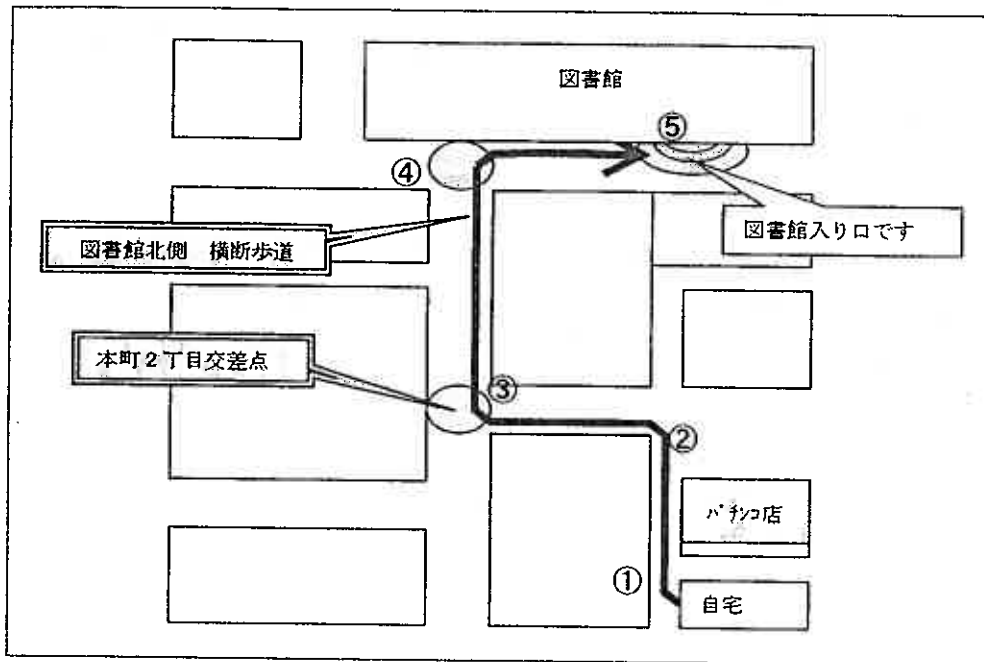 図書館
⑤
④
図書館入り口です
図書館北側 横断歩道
本町2丁目交差点
③
②
パチンコ店
①
自宅